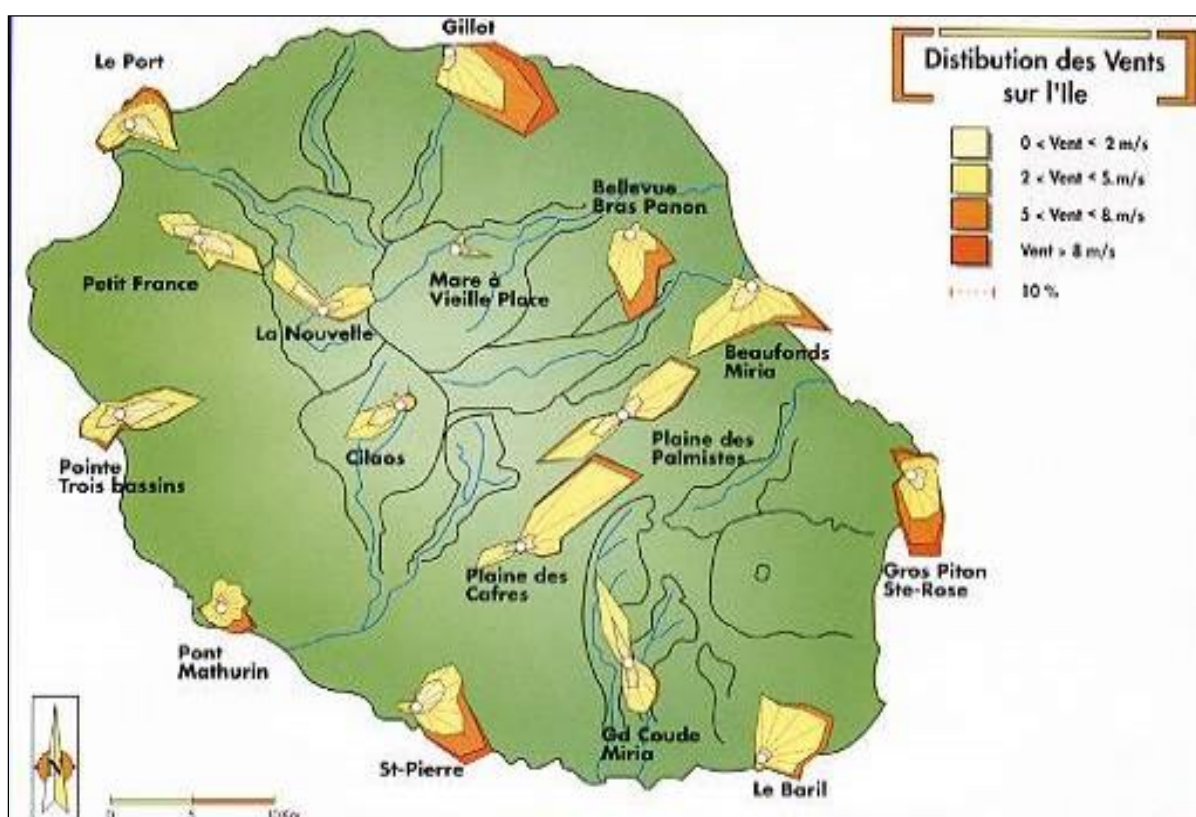 Distibution des Vents
sur l'Ile
0 < Vent < 2 m/s
2 < Vent < 5 m/s
5 < Vent < 8 m/s
Vent > 8 m/s
10 %
Gillot
Le Port
Bellevue
Bras Panon
Petit France
Mare à
Vieille Place
La Nouvelle
Beaufonds
Miria
Plaine des
Palmistes
Cilaos
Pointe
Trois bassins
Plaine des
Cafres
Gros Piton
Ste-Rose
Pont
Mathurin
Gd Coude
Miria
St-Pierre
Le Baril
N
0 5